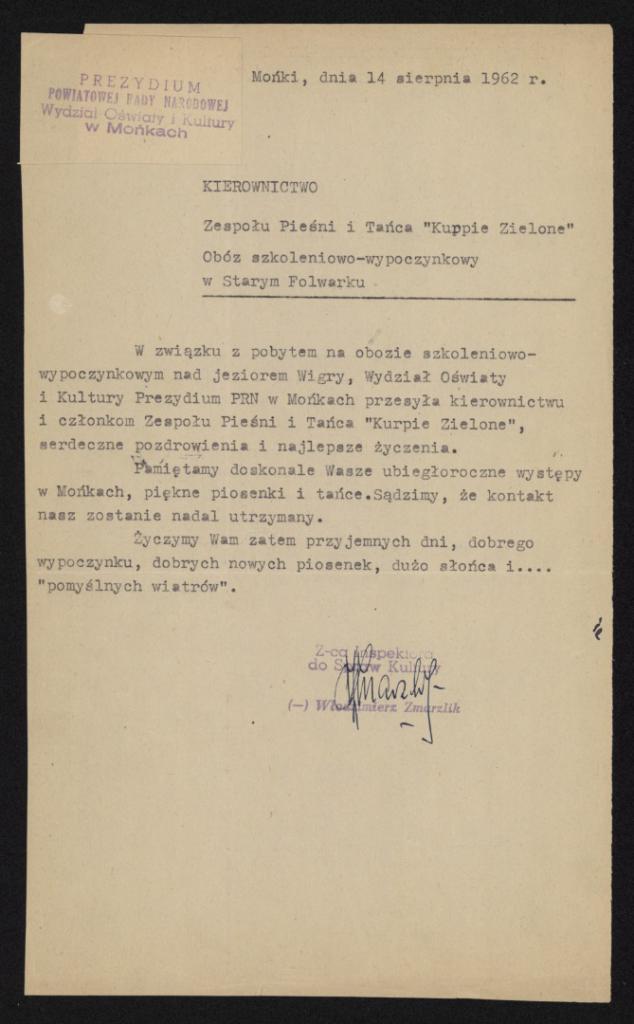 PREZYDIUM
POWIATOWEJ RADY NARODOWEJ
Wydział Oświaty i Kultury
w Mońkach
Mońki, dnia 14 sierpnia 1962 r.
KIEROWNICTWO
Zespołu Pieśni i Tańca "Kuppie Zielone"
Obóz szkoleniowo-wypoczynkowy
w Starym Folwarku
W związku z pobytem na obozie szkoleniowo-
wypoczynkowym nad jeziorem Wigry, Wydział Oświaty
i Kultury Prezydium PRN w Mońkach przesyła kierownictwu
i członkom Zespołu Pieśni i Tańca "Kurpie Zielone",
serdeczne pozdrowienia i najlepsze życzenia.
Pamiętamy doskonale Wasze ubiegłoroczne występy
w Mońkach, piękne piosenki i tańce.Sądzimy, że kontakt
nasz zostanie nadal utrzymany.
Życzymy Wam zatem przyjemnych dni, dobrego
wypoczynku, dobrych nowych piosenek, dużo słońca i....
"pomyślnych wiatrów".
Z-ca Inspektora
do Spraw Kultury
(—) Włodzimierz Zmarzlik